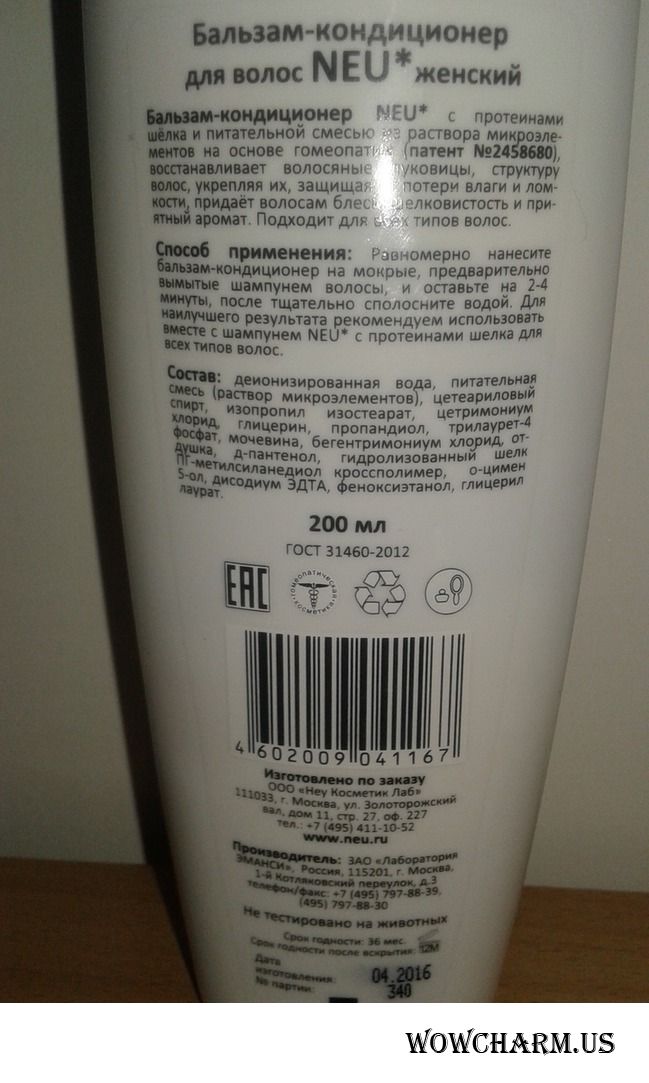 Бальзам-кондиционер
для волос NEU* женский
Бальзам-кондиционер NEU* с протеинами
шёлка и питательной смесью из раствора микроэле-
ментов на основе гомеопатии (патент №2458680),
восстанавливает волосяные луковицы, структуру
волос, укрепляя их, защищая потери влаги и лом-
кости, придаёт волосам блеск, шелковистость и при-
ятный аромат. Подходит для всех типов волос.
Способ применения: Равномерно нанесите
бальзам-кондиционер на мокрые, предварительно
вымытые шампунем волосы, и оставьте на 2-4
минуты, после тщательно сполосните водой. Для
наилучшего результата рекомендуем использовать
вместе с шампунем NEU* с протеинами шелка для
всех типов волос.
Состав: деионизированная вода, питательная
смесь (раствор микроэлементов), цетеариловый
спирт, изопропил изостеарат, цетримониум
хлорид, глицерин, пропандиол, трилаурет-4
фосфат, мочевина, бегентримониум хлорид, от-
душка, д-пантенол, гидролизованный шелк
ПГ-метилсиланедиол кроссполимер, о-цимен
5-ол, дисодиум ЭДТА, феноксиэтанол, глицерил
лаурат.
200 мл
ГОСТ 31460-2012
ЕАС
гомеопатическая косметика
4 602009 041167
Изготовлено по заказу
ООО «Неу Косметик Лаб»
111033, г. Москва, ул. Золоторожский
вал, дом 11, стр. 27, оф. 227
тел.: +7 (495) 411-10-52
www.neu.ru
Производитель: ЗАО «Лаборатория
ЭМАНСИ», Россия, 115201, г. Москва,
1-й Котляковский переулок, д.3
телефон/факс: +7 (495) 797-88-39,
(495) 797-88-30
Не тестировано на животных
Срок годности: 36 мес.
Срок годности после вскрытия: 12M
Дата
изготовления: 04.2016
№ партии: 340
WOWCHARM.US